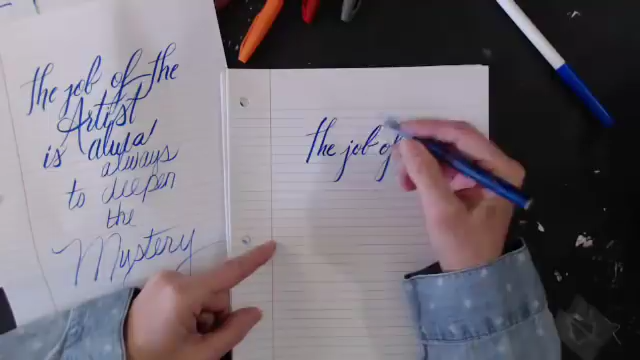 the job of the
Artist
is alwa
always
to deepen
the
Mystery
the job of